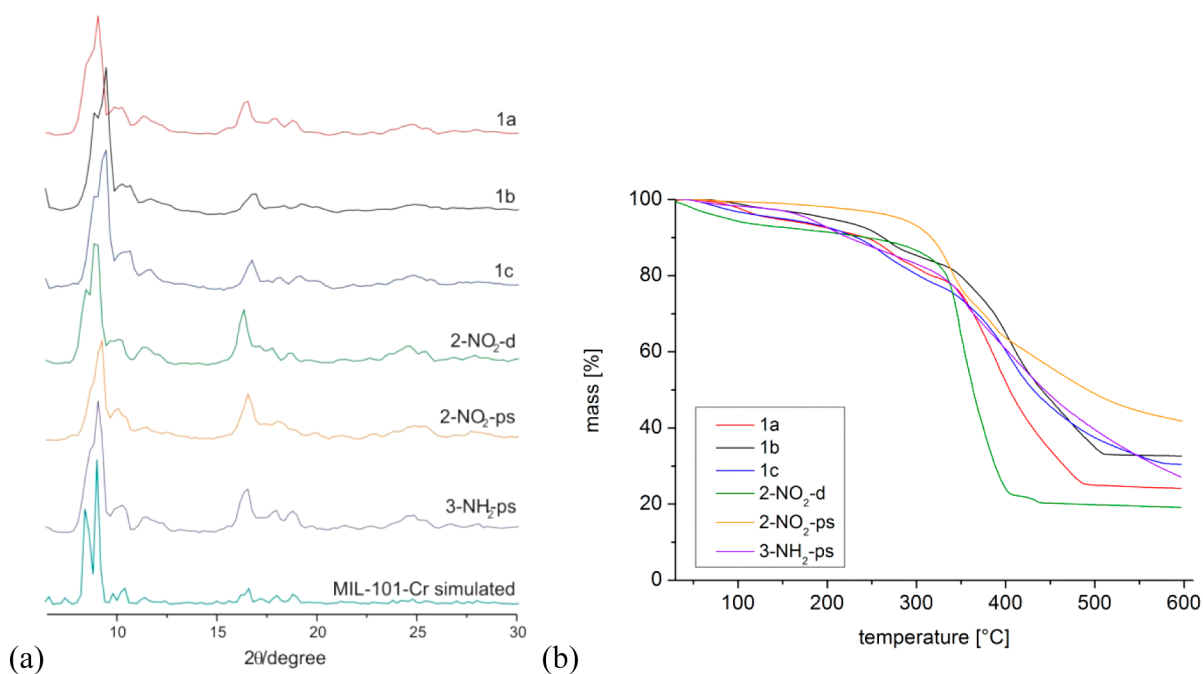 1a
1b
1c
2-NO₂-d
2-NO₂-ps
3-NH₂-ps
MIL-101-Cr simulated
10 15 20 25 30
2θ/degree
(a)
100
80
60
40
20
0
mass [%]
1a
1b
1c
2-NO₂-d
2-NO₂-ps
3-NH₂-ps
100 200 300 400 500 600
temperature [°C]
(b)